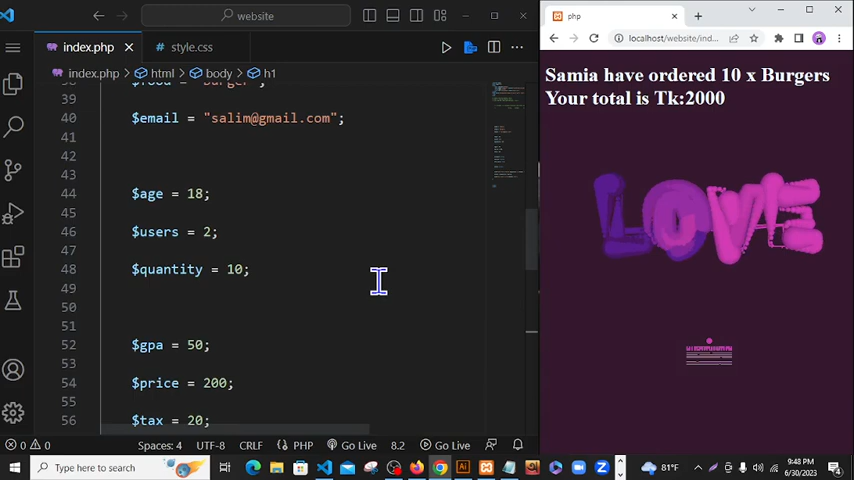 website
index.php
style.css
index.php > html > body > h1
39
40 $email = "salim@gmail.com";
41
42
43
44 $age = 18;
45
46 $users = 2;
47
48 $quantity = 10;
49
50
51
52 $gpa = 50;
53
54 $price = 200;
55
56 $tax = 20;
0 0 Spaces: 4 UTF-8 CRLF PHP Go Live 8.2 Go Live
php
localhost/website/ind...
Samia have ordered 10 x Burgers
Your total is Tk:2000
LOVE
Type here to search
81°F
9:48 PM
6/30/2023
4